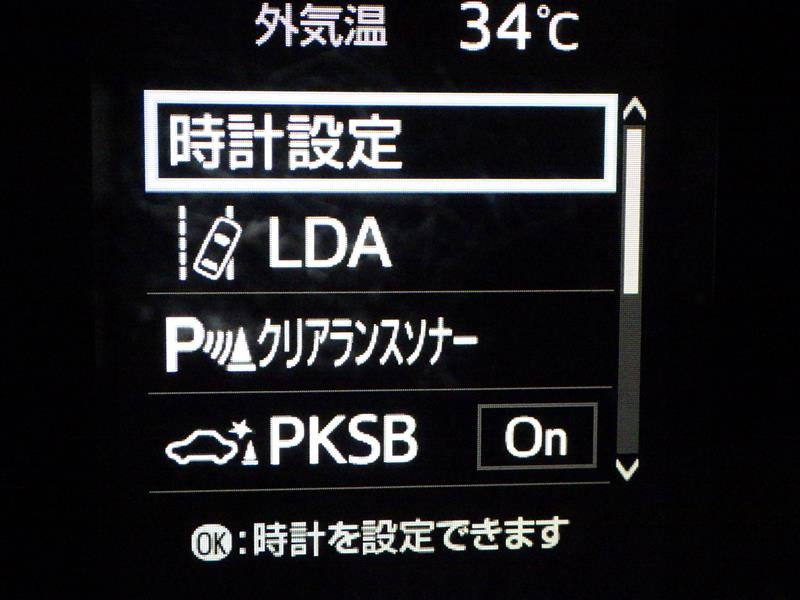 外気温 34℃
時計設定
LDA
P クリアランスソナー
PKSB On
OK:時計を設定できます